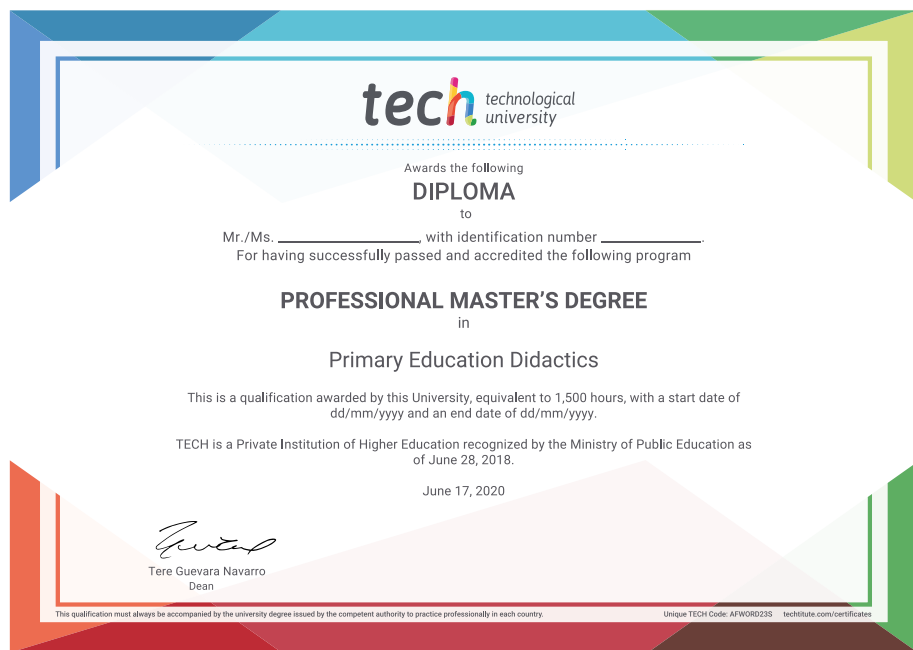 tech technological
university
Awards the following
DIPLOMA
to
Mr./Ms. ____________________, with identification number ______________.
For having successfully passed and accredited the following program
PROFESSIONAL MASTER'S DEGREE
in
Primary Education Didactics
This is a qualification awarded by this University, equivalent to 1,500 hours, with a start date of
dd/mm/yyyy and an end date of dd/mm/yyyy.
TECH is a Private Institution of Higher Education recognized by the Ministry of Public Education as
of June 28, 2018.
June 17, 2020
Tere Guevara Navarro
Dean
This qualification must always be accompanied by the university degree issued by the competent authority to practice professionally in each country. Unique TECH Code: AFWORD23S techtitute.com/certificates